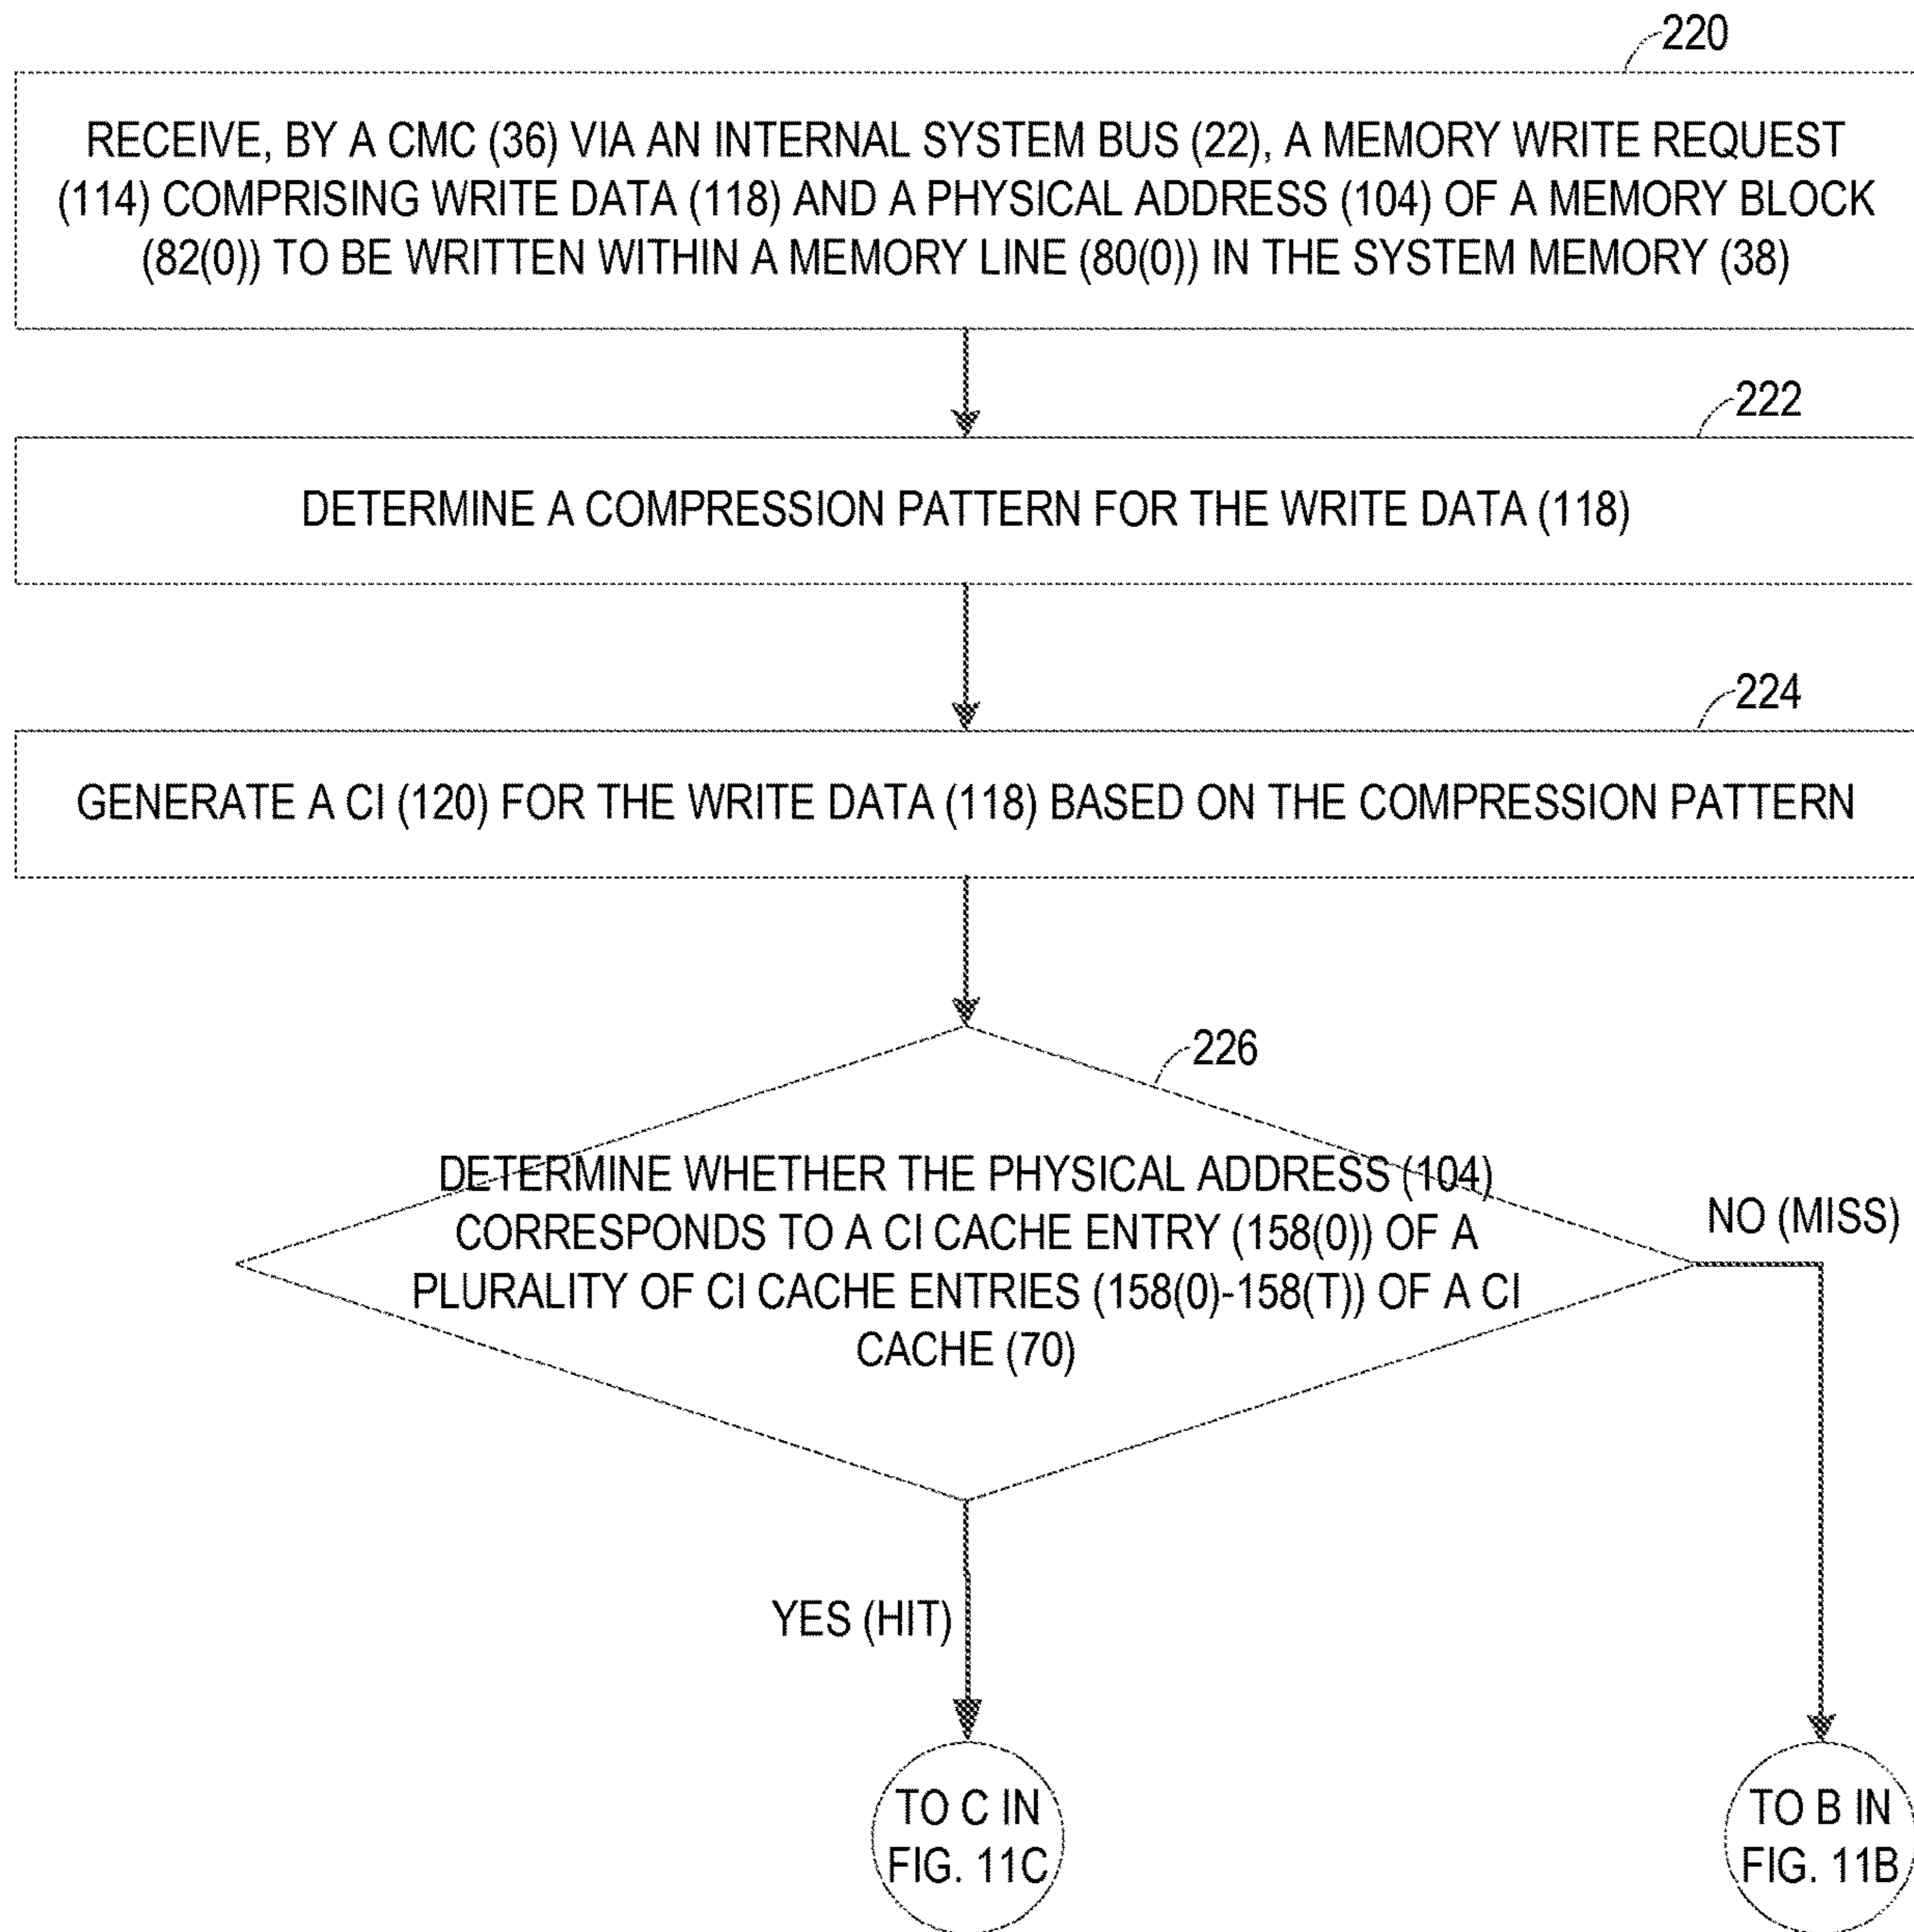 220
RECEIVE, BY A CMC (36) VIA AN INTERNAL SYSTEM BUS (22), A MEMORY WRITE REQUEST
(114) COMPRISING WRITE DATA (118) AND A PHYSICAL ADDRESS (104) OF A MEMORY BLOCK
(82(0)) TO BE WRITTEN WITHIN A MEMORY LINE (80(0)) IN THE SYSTEM MEMORY (38)
222
DETERMINE A COMPRESSION PATTERN FOR THE WRITE DATA (118)
224
GENERATE A CI (120) FOR THE WRITE DATA (118) BASED ON THE COMPRESSION PATTERN
226
DETERMINE WHETHER THE PHYSICAL ADDRESS (104)
CORRESPONDS TO A CI CACHE ENTRY (158(0)) OF A
PLURALITY OF CI CACHE ENTRIES (158(0)-158(T)) OF A CI
CACHE (70)
NO (MISS)
YES (HIT)
TO C IN
FIG. 11C
TO B IN
FIG. 11B